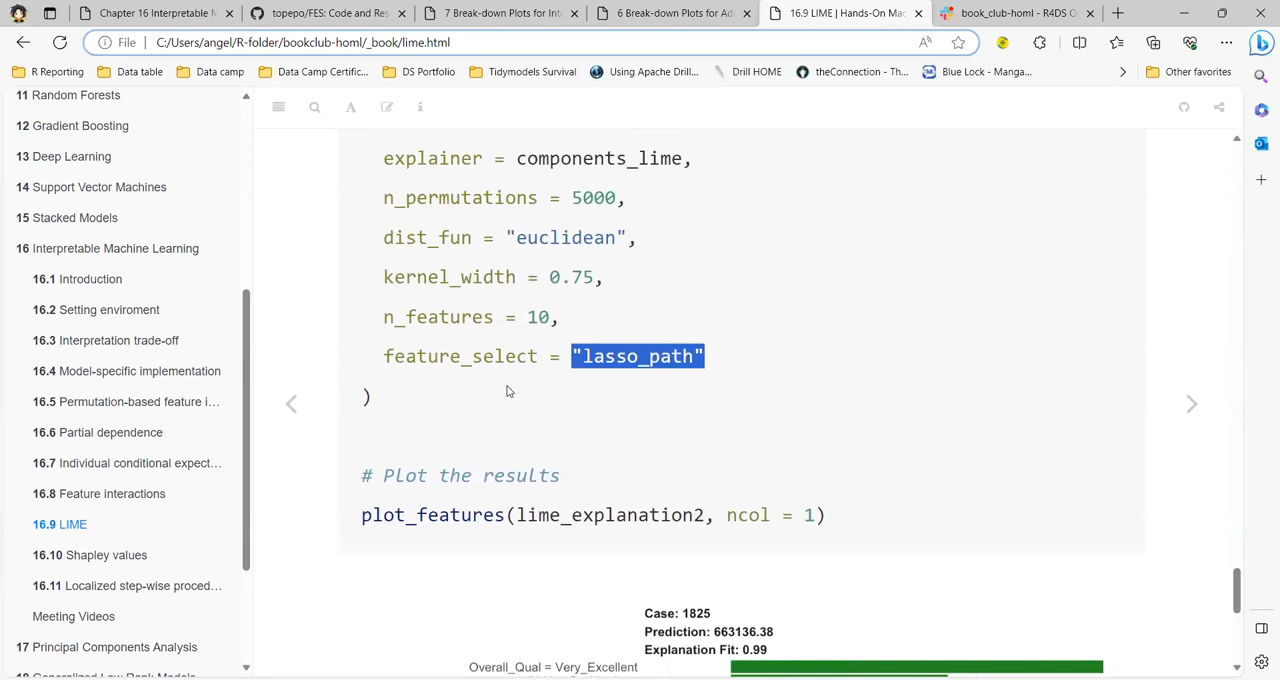 Chapter 16 Interpretable M
topepo/FES: Code and Res
7 Break-down Plots for Int
6 Break-down Plots for Ad
16.9 LIME | Hands-On Mac
book_club-homl - R4DS O
File
C:/Users/angel/R-folder/bookclub-homl/_book/lime.html
R Reporting
Data table
Data camp
Data Camp Certific...
DS Portfolio
Tidymodels Survival
Using Apache Drill...
Drill HOME
theConnection - Th...
Blue Lock - Manga...
Other favorites
11 Random Forests
12 Gradient Boosting
13 Deep Learning
14 Support Vector Machines
15 Stacked Models
16 Interpretable Machine Learning
16.1 Introduction
16.2 Setting enviroment
16.3 Interpretation trade-off
16.4 Model-specific implementation
16.5 Permutation-based feature i...
16.6 Partial dependence
16.7 Individual conditional expect...
16.8 Feature interactions
16.9 LIME
16.10 Shapley values
16.11 Localized step-wise proced...
Meeting Videos
17 Principal Components Analysis
18 Generalized Low Rank Models
explainer = components_lime,
n_permutations = 5000,
dist_fun = "euclidean",
kernel_width = 0.75,
n_features = 10,
feature_select = "lasso_path"
)
# Plot the results
plot_features(lime_explanation2, ncol = 1)
Case: 1825
Prediction: 663136.38
Explanation Fit: 0.99
Overall_Qual = Very_Excellent